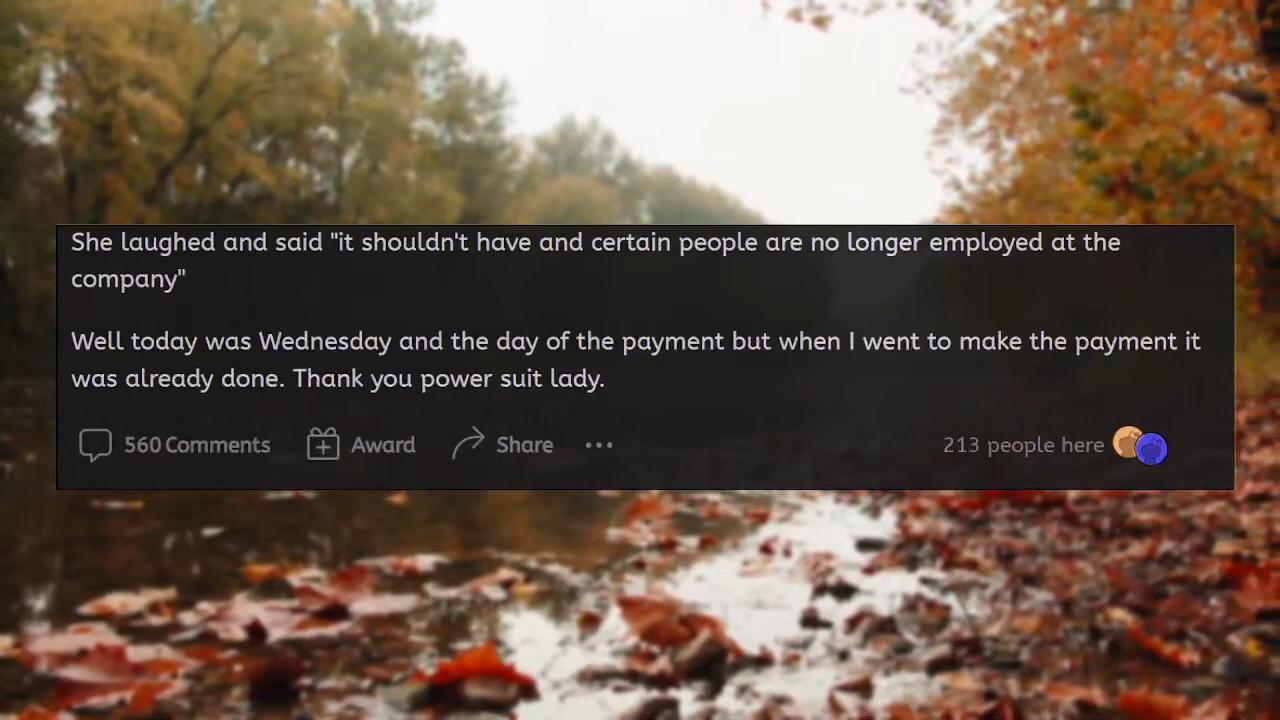 She laughed and said "it shouldn't have and certain people are no longer employed at the
company"
Well today was Wednesday and the day of the payment but when I went to make the payment it
was already done. Thank you power suit lady.
560 Comments Award Share 213 people here